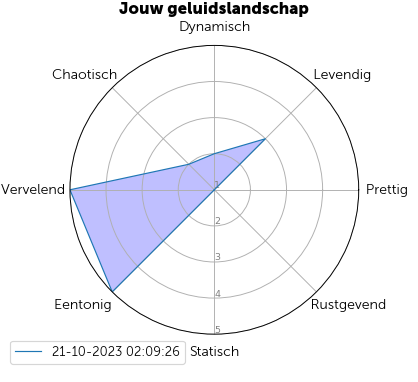 Jouw geluidslandschap
Dynamisch
Chaotisch
Levendig
Vervelend
1
Prettig
2
3
4
Eentonig
Rustgevend
5
21-10-2023 02:09:26
Statisch